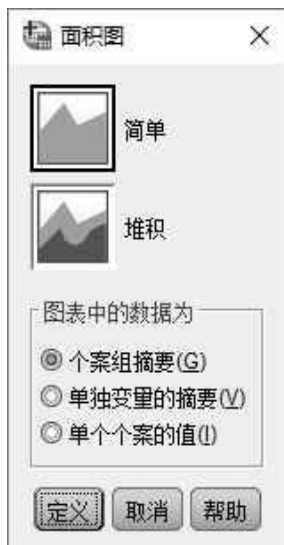 面积图
简单
堆积
图表中的数据为
个案组摘要(G)
单独变量的摘要(V)
单个个案的值(I)
定义 取消 帮助